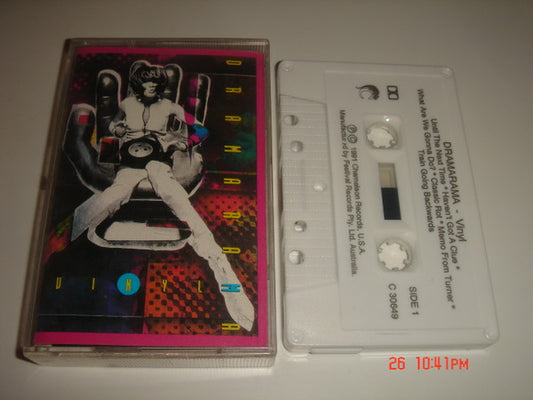 DRAMARAMA
VINYL
DRAMARAMA - Vinyl
Until The Next Time * Haven't Got A Clue *
What Are We Gonna Do? * Classic Rot * Memo From Turner *
Train Going Backwards
SIDE 1
C 30649
℗ © 1991 Chameleon Records, U.S.A.
Manufactured by Festival Records Pty. Ltd. Australia.
26 10:41PM